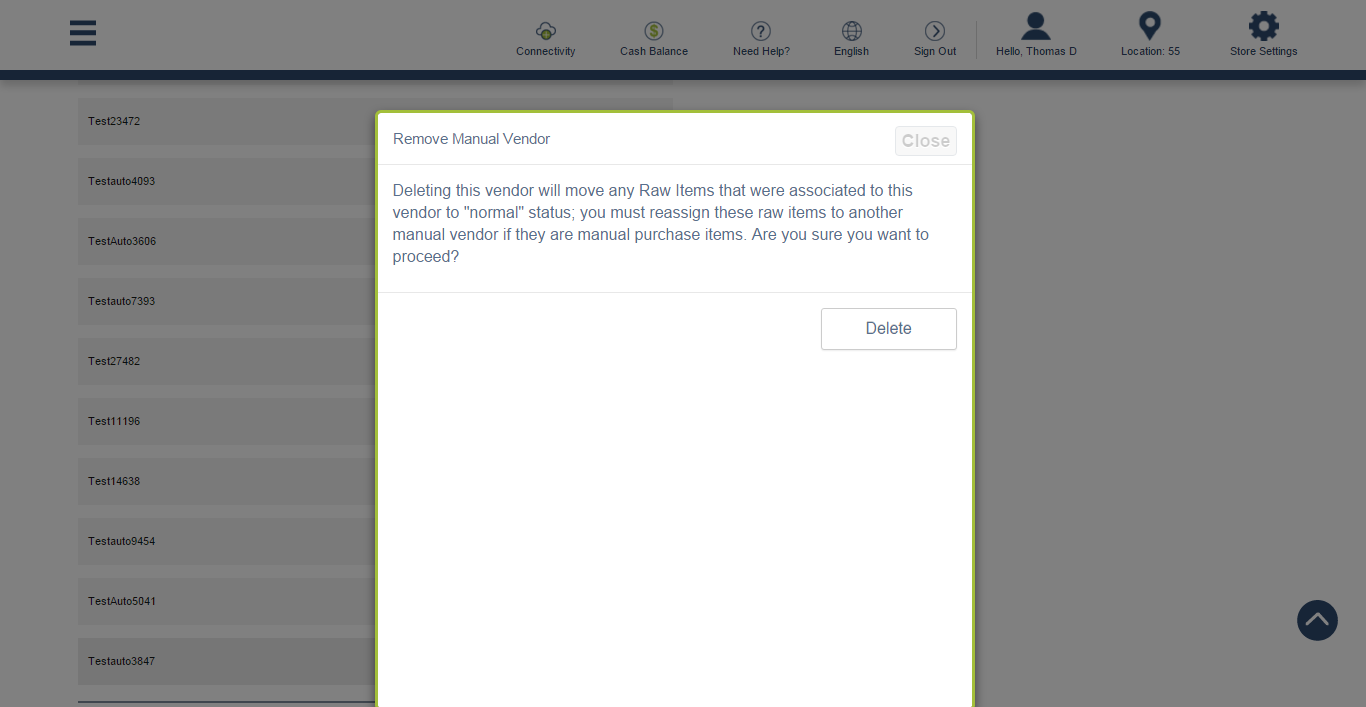 Connectivity
Cash Balance
Need Help?
English
Sign Out
Hello, Thomas D
Location: 55
Store Settings
Test23472
Testauto4093
TestAuto3606
Testauto7393
Test27482
Test11196
Test14638
Testauto9454
TestAuto5041
Testauto3847
Remove Manual Vendor
Close
Deleting this vendor will move any Raw Items that were associated to this
vendor to "normal" status; you must reassign these raw items to another
manual vendor if they are manual purchase items. Are you sure you want to
proceed?
Delete